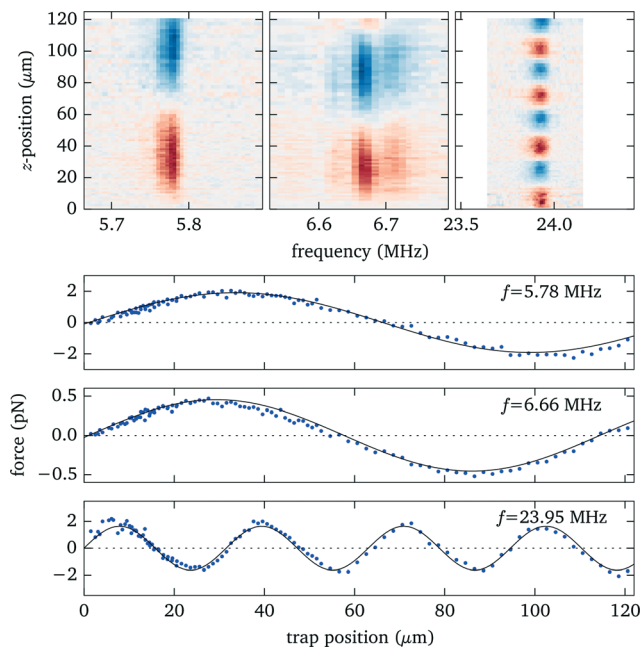 120
100
80
60
40
20
0
z-position (μm)
5.7 5.8 6.6 6.7 23.5 24.0
frequency (MHz)
2
0
−2
f=5.78 MHz
0.5
0.0
−0.5
f=6.66 MHz
force (pN)
2
0
−2
f=23.95 MHz
0 20 40 60 80 100 120
trap position (μm)